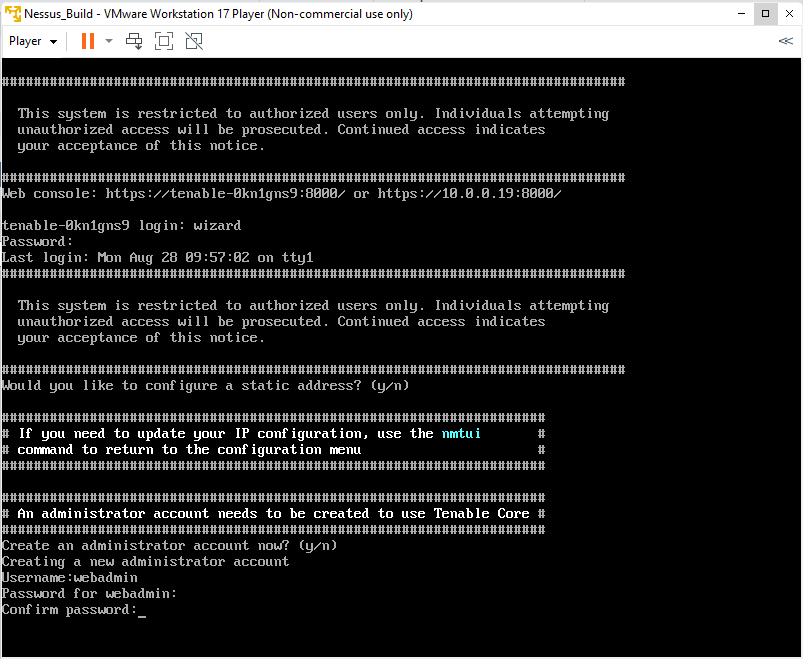 Nessus_Build - VMware Workstation 17 Player (Non-commercial use only)
Player
##############################################################################
This system is restricted to authorized users only. Individuals attempting
unauthorized access will be prosecuted. Continued access indicates
your acceptance of this notice.
##############################################################################
Web console: https://tenable-0kn1gns9:8000/ or https://10.0.0.19:8000/
tenable-0kn1gns9 login: wizard
Password:
Last login: Mon Aug 28 09:57:02 on tty1
##############################################################################
This system is restricted to authorized users only. Individuals attempting
unauthorized access will be prosecuted. Continued access indicates
your acceptance of this notice.
##############################################################################
Would you like to configure a static address? (y/n)
####################################################################
# If you need to update your IP configuration, use the nmtui       #
# command to return to the configuration menu                      #
####################################################################
####################################################################
# An administrator account needs to be created to use Tenable Core #
####################################################################
Create an administrator account now? (y/n)
Creating a new administrator account
Username:webadmin
Password for webadmin:
Confirm password:_